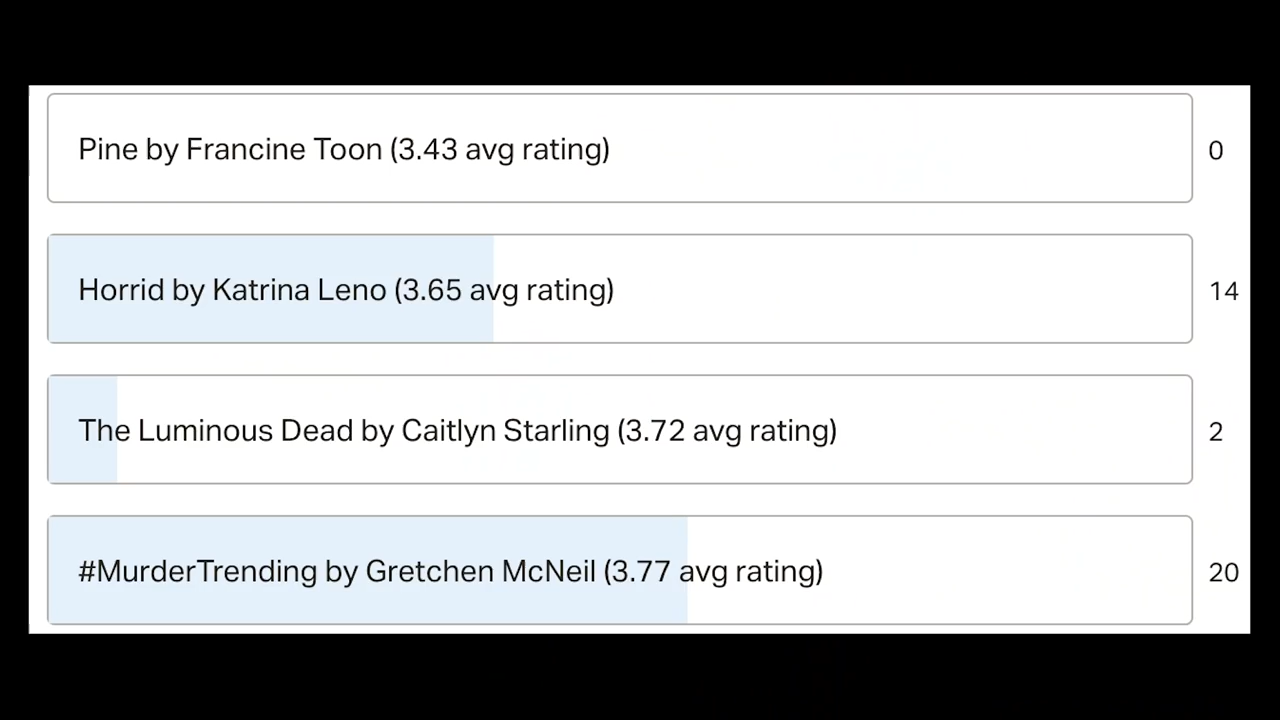 Pine by Francine Toon (3.43 avg rating) 0
Horrid by Katrina Leno (3.65 avg rating) 14
The Luminous Dead by Caitlyn Starling (3.72 avg rating) 2
#MurderTrending by Gretchen McNeil (3.77 avg rating) 20